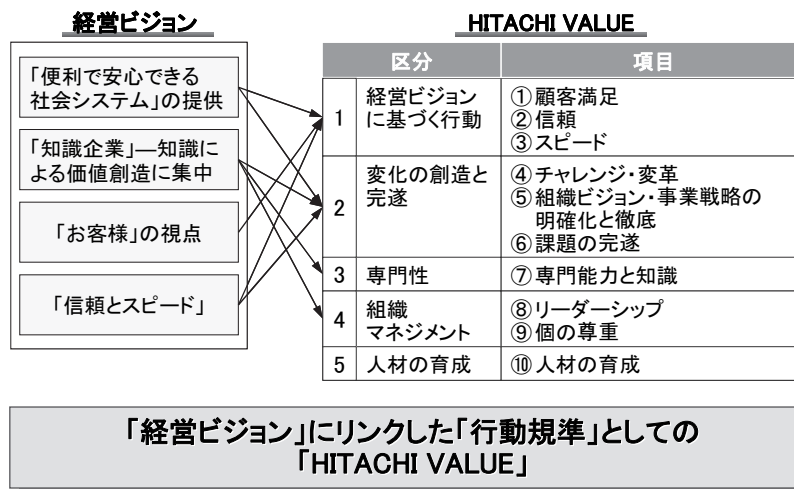 経営ビジョン
「便利で安心できる
社会システム」の提供
「知識企業」―知識に
よる価値創造に集中
「お客様」の視点
「信頼とスピード」
HITACHI VALUE
区分 項目
1 経営ビジョン ①顧客満足
に基づく行動 ②信頼
③スピード
2 変化の創造と ④チャレンジ・変革
完遂 ⑤組織ビジョン・事業戦略の
明確化と徹底
⑥課題の完遂
3 専門性 ⑦専門能力と知識
4 組織 ⑧リーダーシップ
マネジメント ⑨個の尊重
5 人材の育成 ⑩人材の育成
「経営ビジョン」にリンクした「行動規準」としての
「HITACHI VALUE」